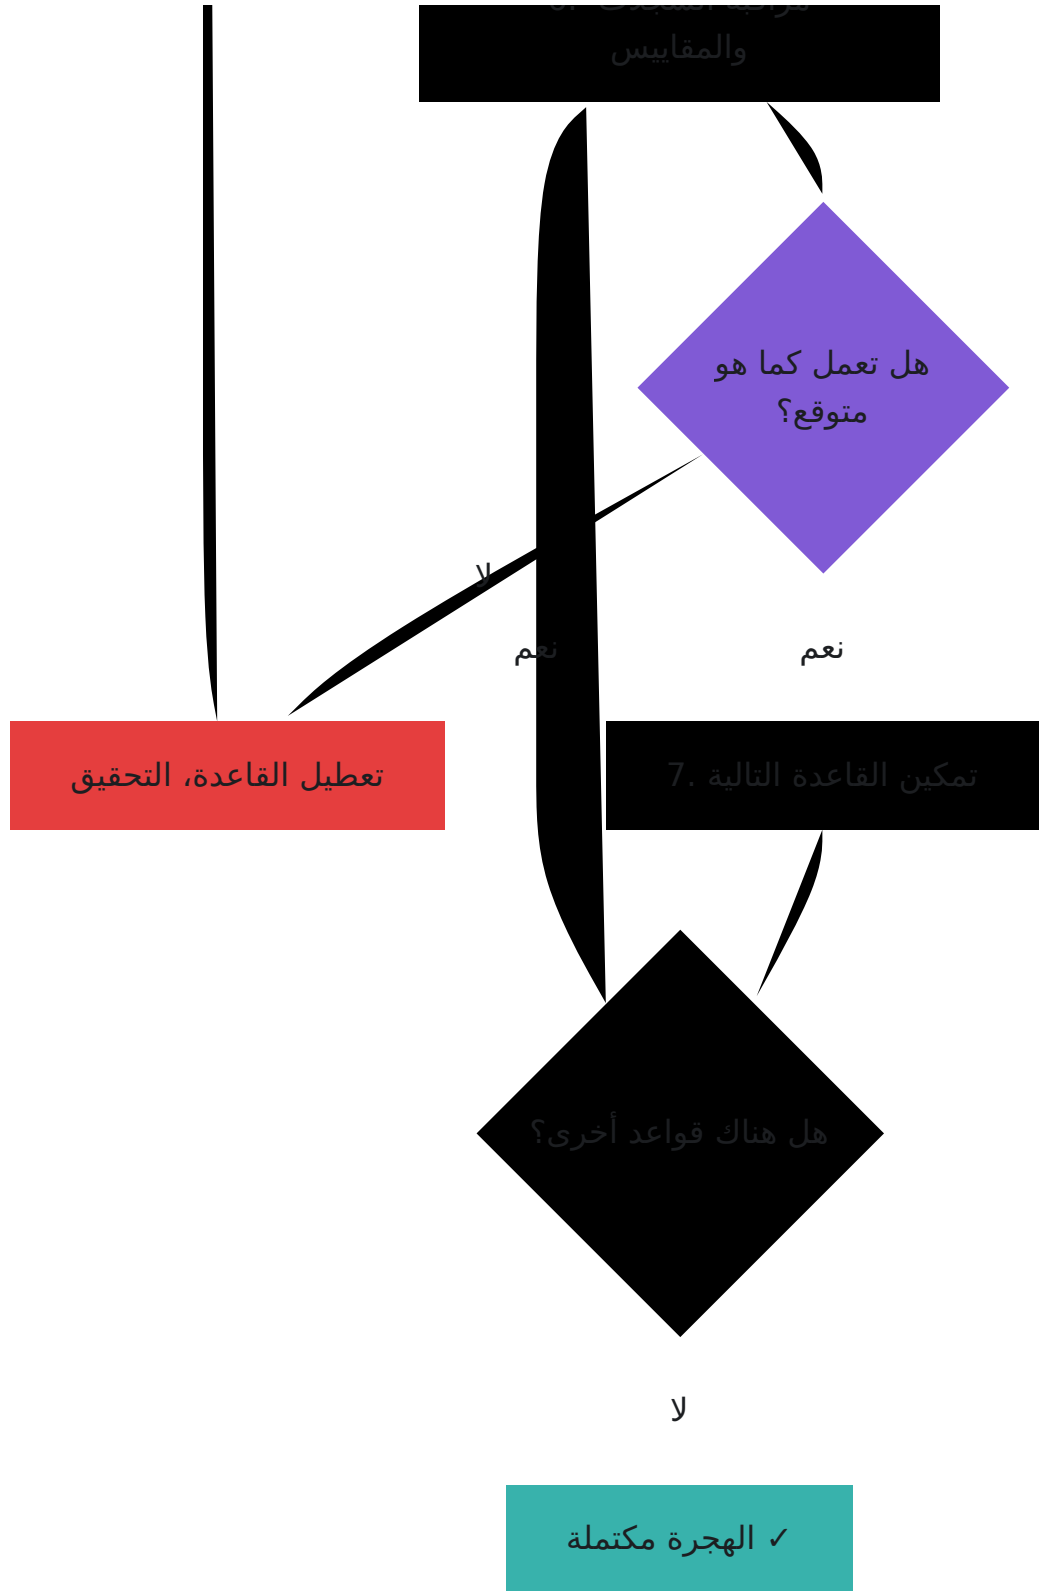 والمقاييس
هل تعمل كما هو
متوقع؟
لا
نعم
نعم
تعطيل القاعدة، التحقيق
7. تمكين القاعدة التالية
هل هناك قواعد أخرى؟
لا
✓ الهجرة مكتملة